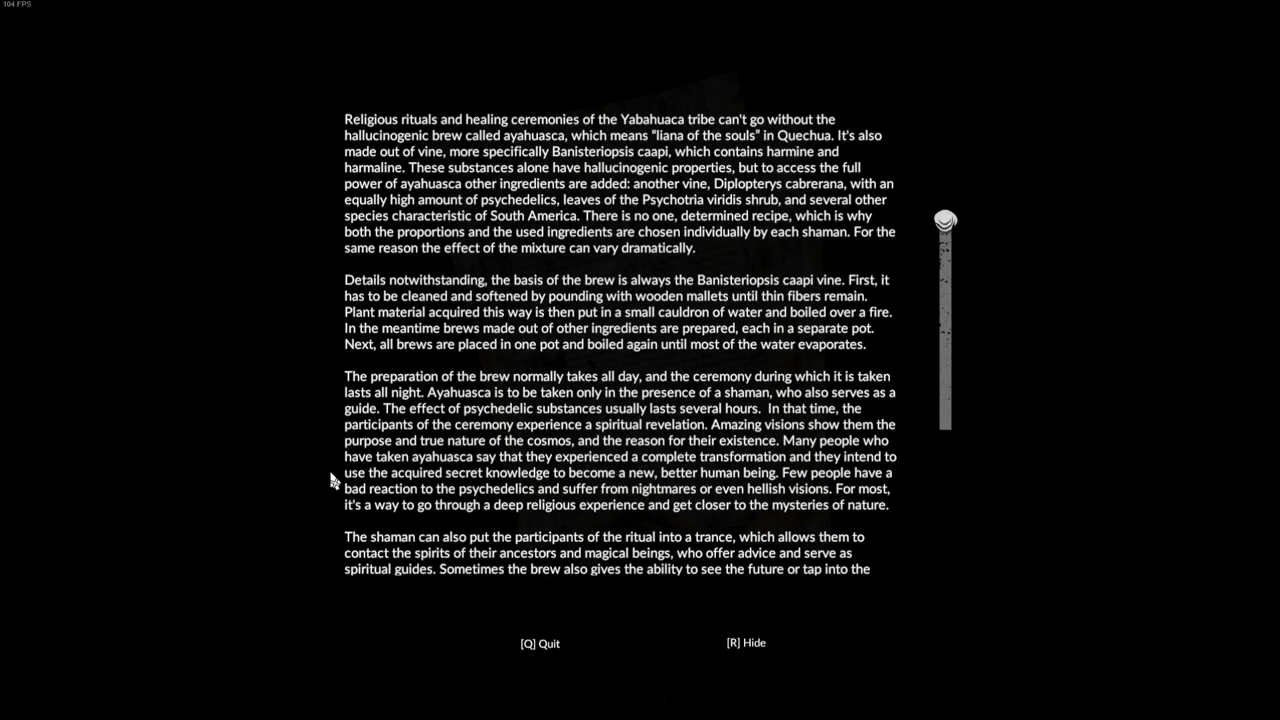 104 FPS
Religious rituals and healing ceremonies of the Yabahuaca tribe can't go without the
hallucinogenic brew called ayahuasca, which means “liana of the souls” in Quechua. It's also
made out of vine, more specifically Banisteriopsis caapi, which contains harmine and
harmaline. These substances alone have hallucinogenic properties, but to access the full
power of ayahuasca other ingredients are added: another vine, Diplopterys cabrerana, with an
equally high amount of psychedelics, leaves of the Psychotria viridis shrub, and several other
species characteristic of South America. There is no one, determined recipe, which is why
both the proportions and the used ingredients are chosen individually by each shaman. For the
same reason the effect of the mixture can vary dramatically.
Details notwithstanding, the basis of the brew is always the Banisteriopsis caapi vine. First, it
has to be cleaned and softened by pounding with wooden mallets until thin fibers remain.
Plant material acquired this way is then put in a small cauldron of water and boiled over a fire.
In the meantime brews made out of other ingredients are prepared, each in a separate pot.
Next, all brews are placed in one pot and boiled again until most of the water evaporates.
The preparation of the brew normally takes all day, and the ceremony during which it is taken
lasts all night. Ayahuasca is to be taken only in the presence of a shaman, who also serves as a
guide. The effect of psychedelic substances usually lasts several hours.  In that time, the
participants of the ceremony experience a spiritual revelation. Amazing visions show them the
purpose and true nature of the cosmos, and the reason for their existence. Many people who
have taken ayahuasca say that they experienced a complete transformation and they intend to
use the acquired secret knowledge to become a new, better human being. Few people have a
bad reaction to the psychedelics and suffer from nightmares or even hellish visions. For most,
it's a way to go through a deep religious experience and get closer to the mysteries of nature.
The shaman can also put the participants of the ritual into a trance, which allows them to
contact the spirits of their ancestors and magical beings, who offer advice and serve as
spiritual guides. Sometimes the brew also gives the ability to see the future or tap into the
[Q] Quit
[R] Hide